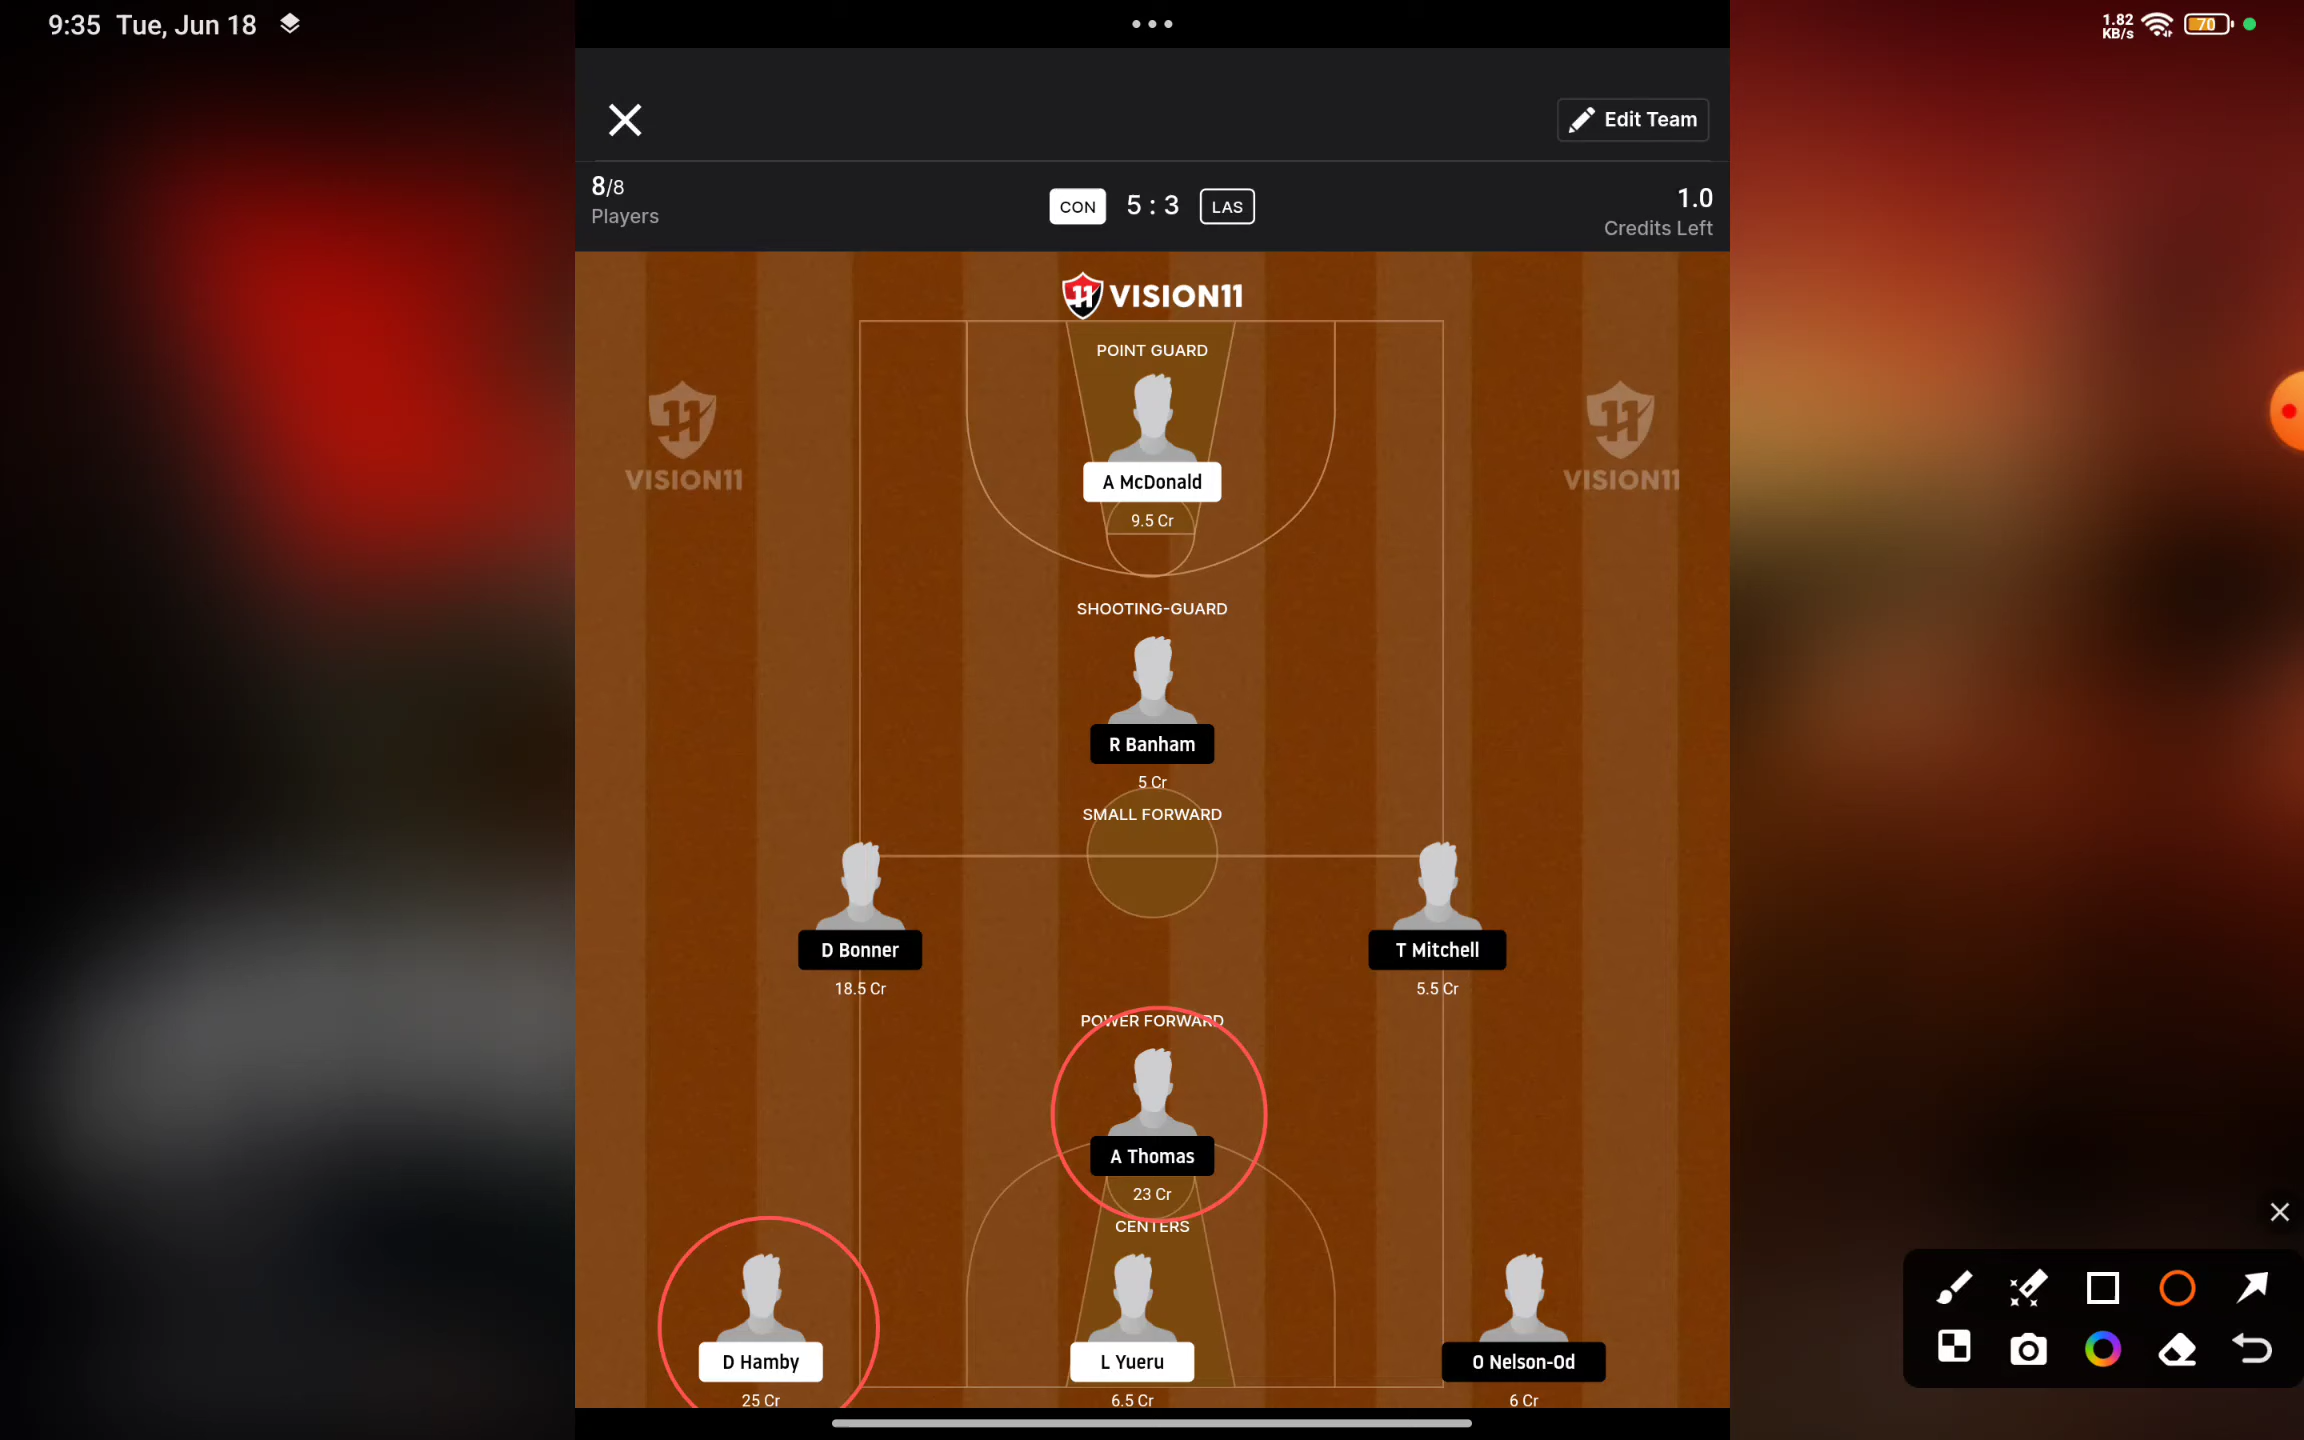 9:35 Tue, Jun 18
1.82
KB/s
70
Edit Team
8/8
Players
CON 5 : 3 LAS
1.0
Credits Left
11 VISION11
POINT GUARD
11
VISION11
11
VISION11
A McDonald
9.5 Cr
SHOOTING-GUARD
R Banham
5 Cr
SMALL FORWARD
D Bonner
18.5 Cr
T Mitchell
5.5 Cr
POWER FORWARD
A Thomas
23 Cr
CENTERS
D Hamby
25 Cr
L Yueru
6.5 Cr
O Nelson-Od
6 Cr